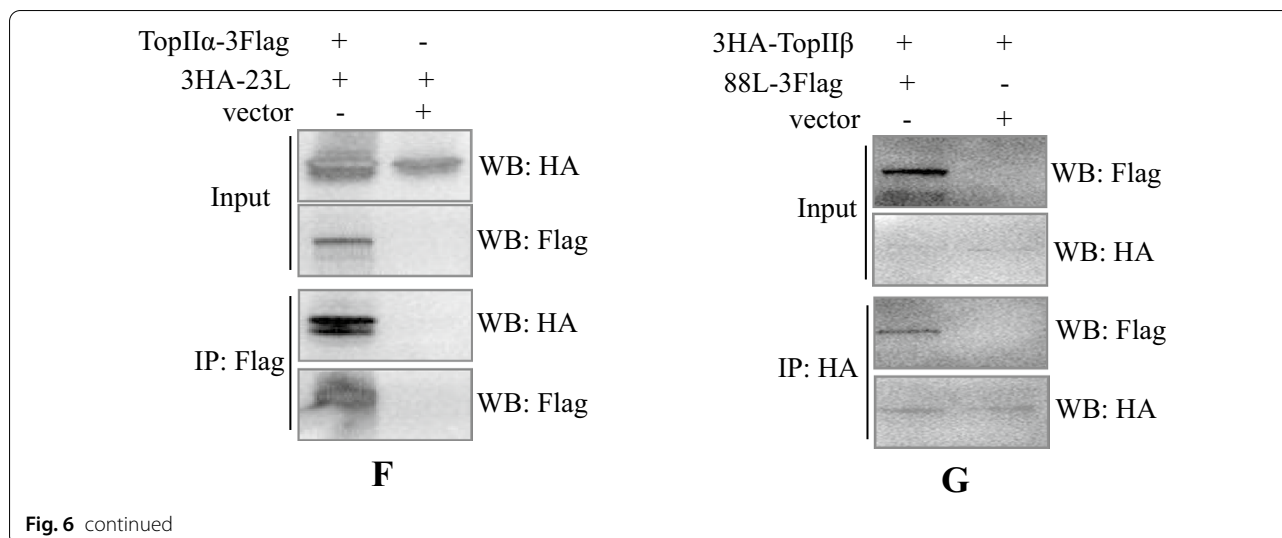 TopIIα-3Flag + -
3HA-23L + +
vector - +
Input
WB: HA
WB: Flag
IP: Flag
WB: HA
WB: Flag
F
3HA-TopIIβ + +
88L-3Flag + -
vector - +
Input
WB: Flag
WB: HA
IP: HA
WB: Flag
WB: HA
G
Fig. 6 continued